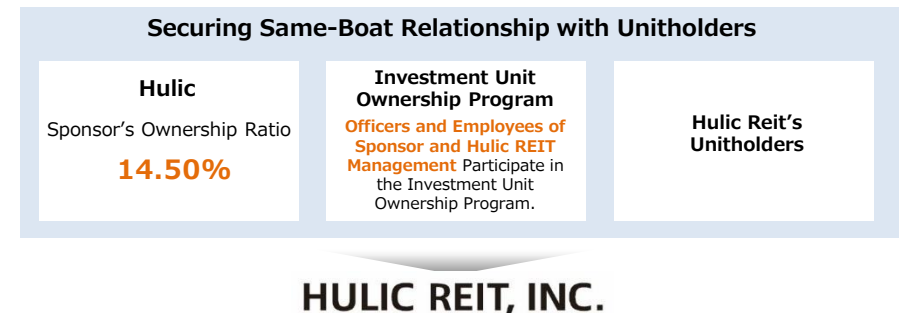 Securing Same-Boat Relationship with Unitholders
Hulic
Sponsor's Ownership Ratio
14.50%
Investment Unit
Ownership Program
Officers and Employees of
Sponsor and Hulic REIT
Management Participate in
the Investment Unit
Ownership Program.
Hulic Reit's
Unitholders
HULIC REIT, INC.